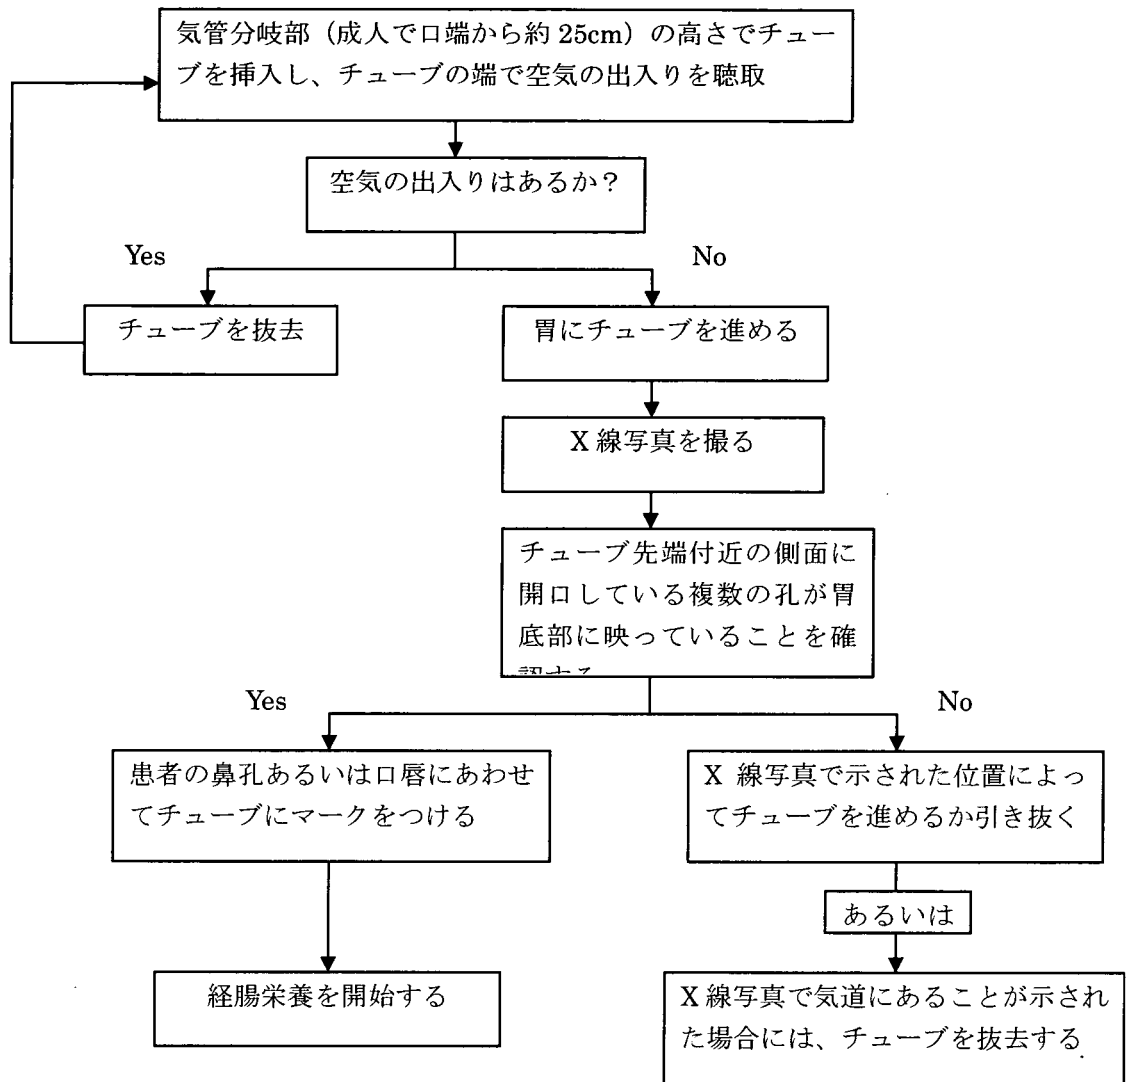 気管分岐部（成人で口端から約 25cm）の高さでチュー
ブを挿入し、チューブの端で空気の出入りを聴取
空気の出入りはあるか？
Yes
No
チューブを抜去
胃にチューブを進める
X 線写真を撮る
チューブ先端付近の側面に
開口している複数の孔が胃
底部に映っていることを確
Yes
No
患者の鼻孔あるいは口唇にあわせ
てチューブにマークをつける
X 線写真で示された位置によっ
てチューブを進めるか引き抜く
あるいは
経腸栄養を開始する
X 線写真で気道にあることが示され
た場合には、チューブを抜去する